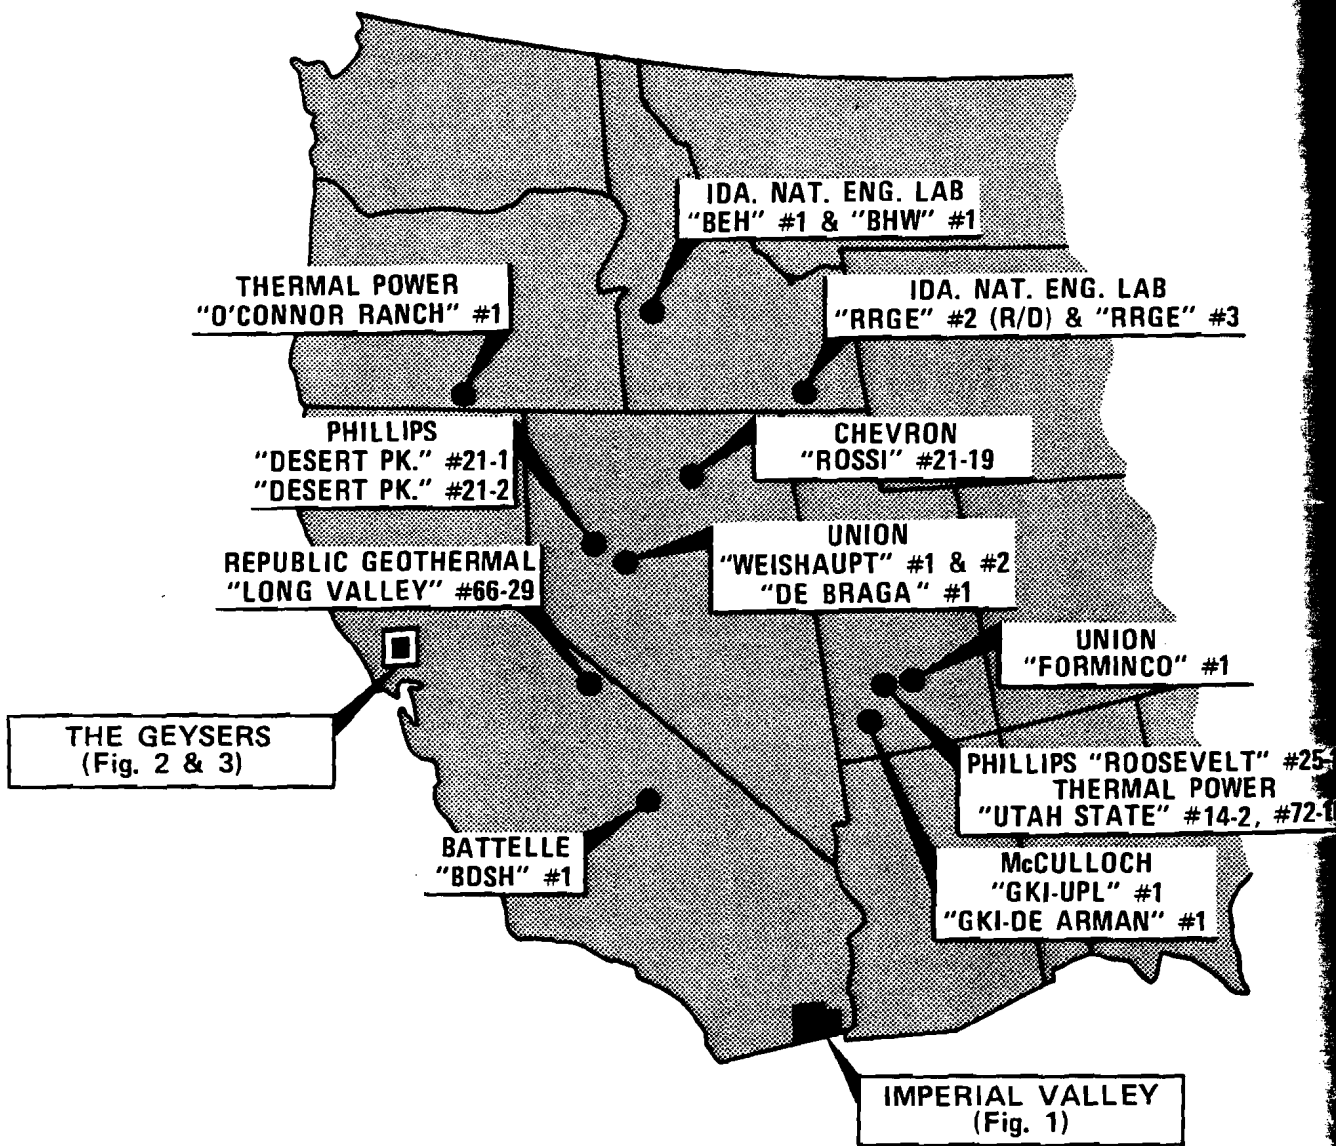 IDA. NAT. ENG. LAB
"BEH" #1 & "BHW" #1
THERMAL POWER
"O'CONNOR RANCH" #1
IDA. NAT. ENG. LAB
"RRGE" #2 (R/D) & "RRGE" #3
PHILLIPS
"DESERT PK." #21-1
"DESERT PK." #21-2
CHEVRON
"ROSSI" #21-19
REPUBLIC GEOTHERMAL
"LONG VALLEY" #66-29
UNION
"WEISHAUPT" #1 & #2
"DE BRAGA" #1
UNION
"FORMINCO" #1
THE GEYSERS
(Fig. 2 & 3)
PHILLIPS "ROOSEVELT"
THERMAL POWER
"UTAH STATE" #14-2,
BATTELLE
"BDSH" #1
McCULLOCH
"GKI-UPL" #1
"GKI-DE ARMAN" #1
IMPERIAL VALLEY
(Fig. 1)